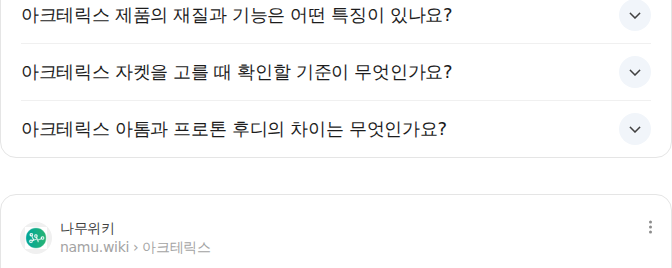 아크테릭스 제품의 재질과 기능은 어떤 특징이 있나요?
아크테릭스 자켓을 고를 때 확인할 기준이 무엇인가요?
아크테릭스 아톰과 프로톤 후디의 차이는 무엇인가요?
나무위키
namu.wiki › 아크테릭스